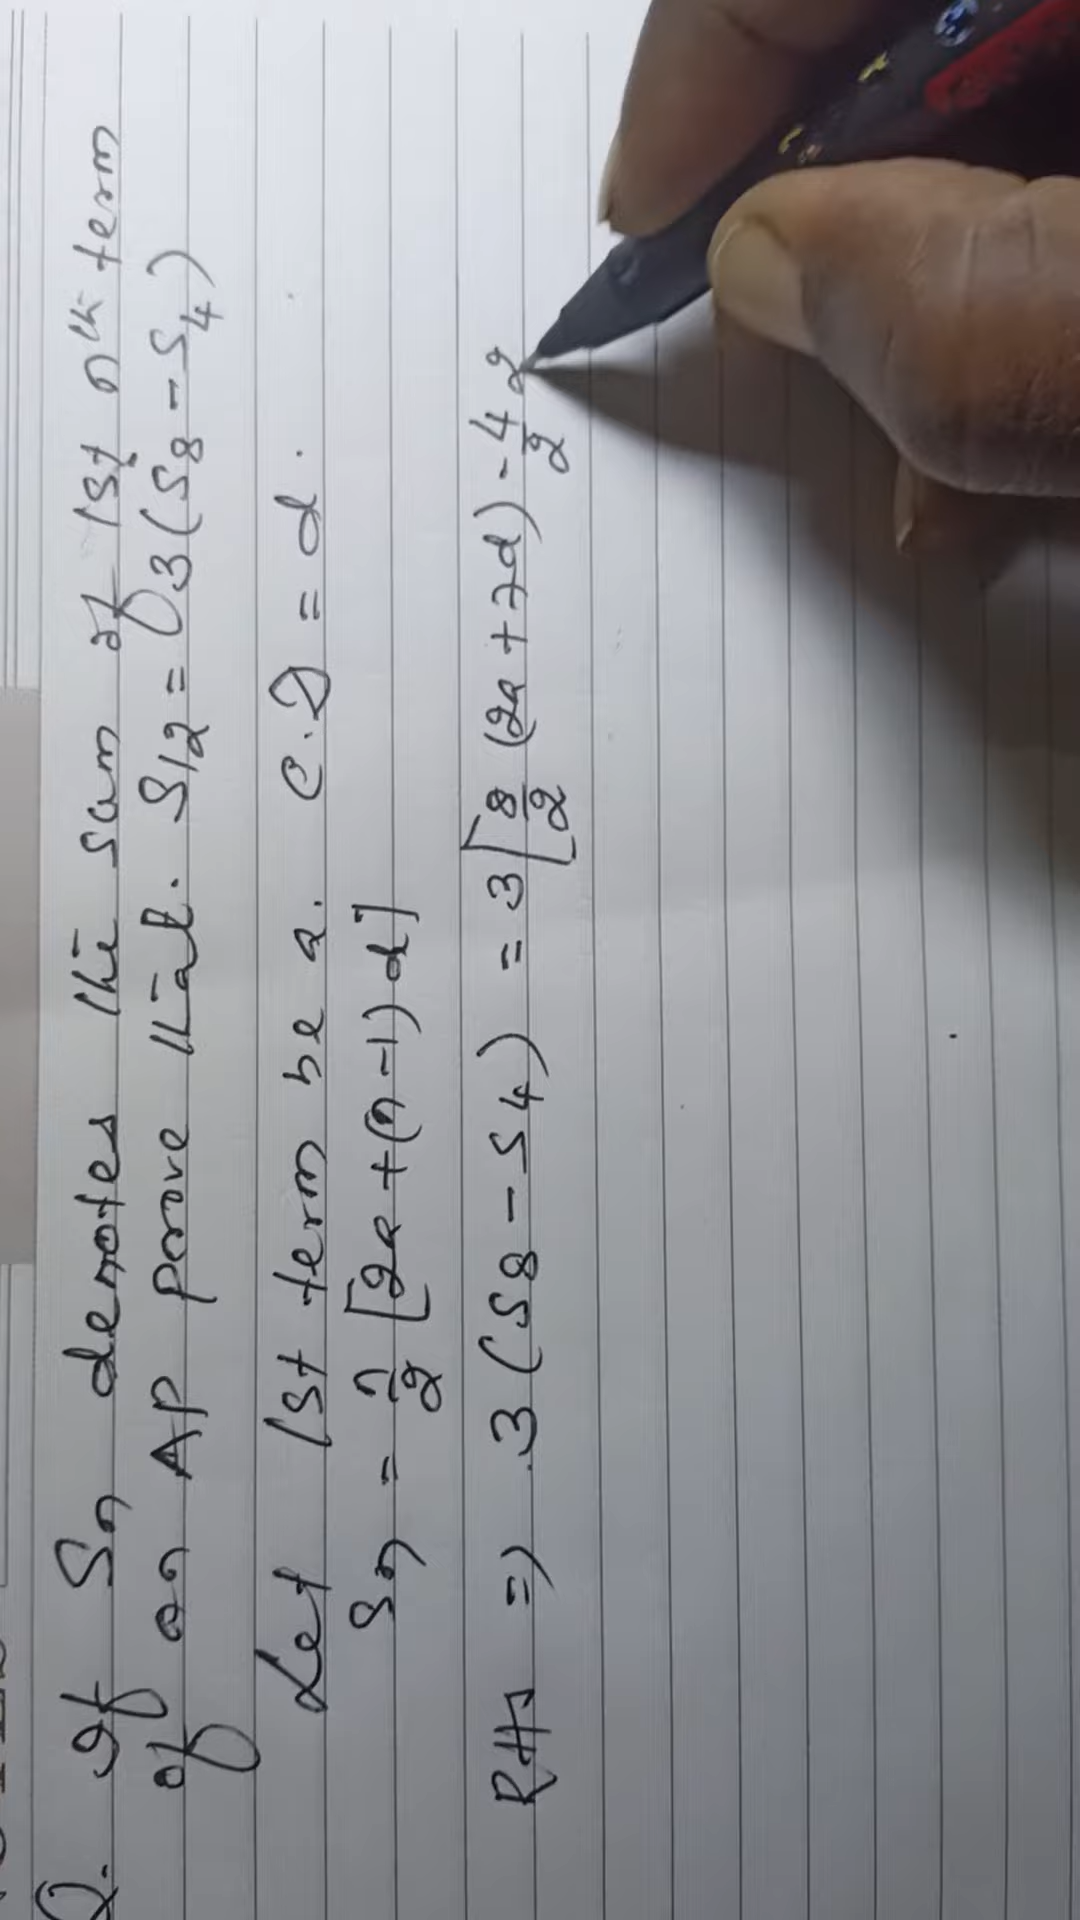 Q. If Sn denotes the sum of 1st nth term
of an AP prove that. S12 = 3(S8 - S4)
Let 1st term be a. C.D = d.
Sn = n/2 [2a + (n-1)d]
RHS => 3(S8 - S4) = 3[8/2 (2a + 7d) - 4/2